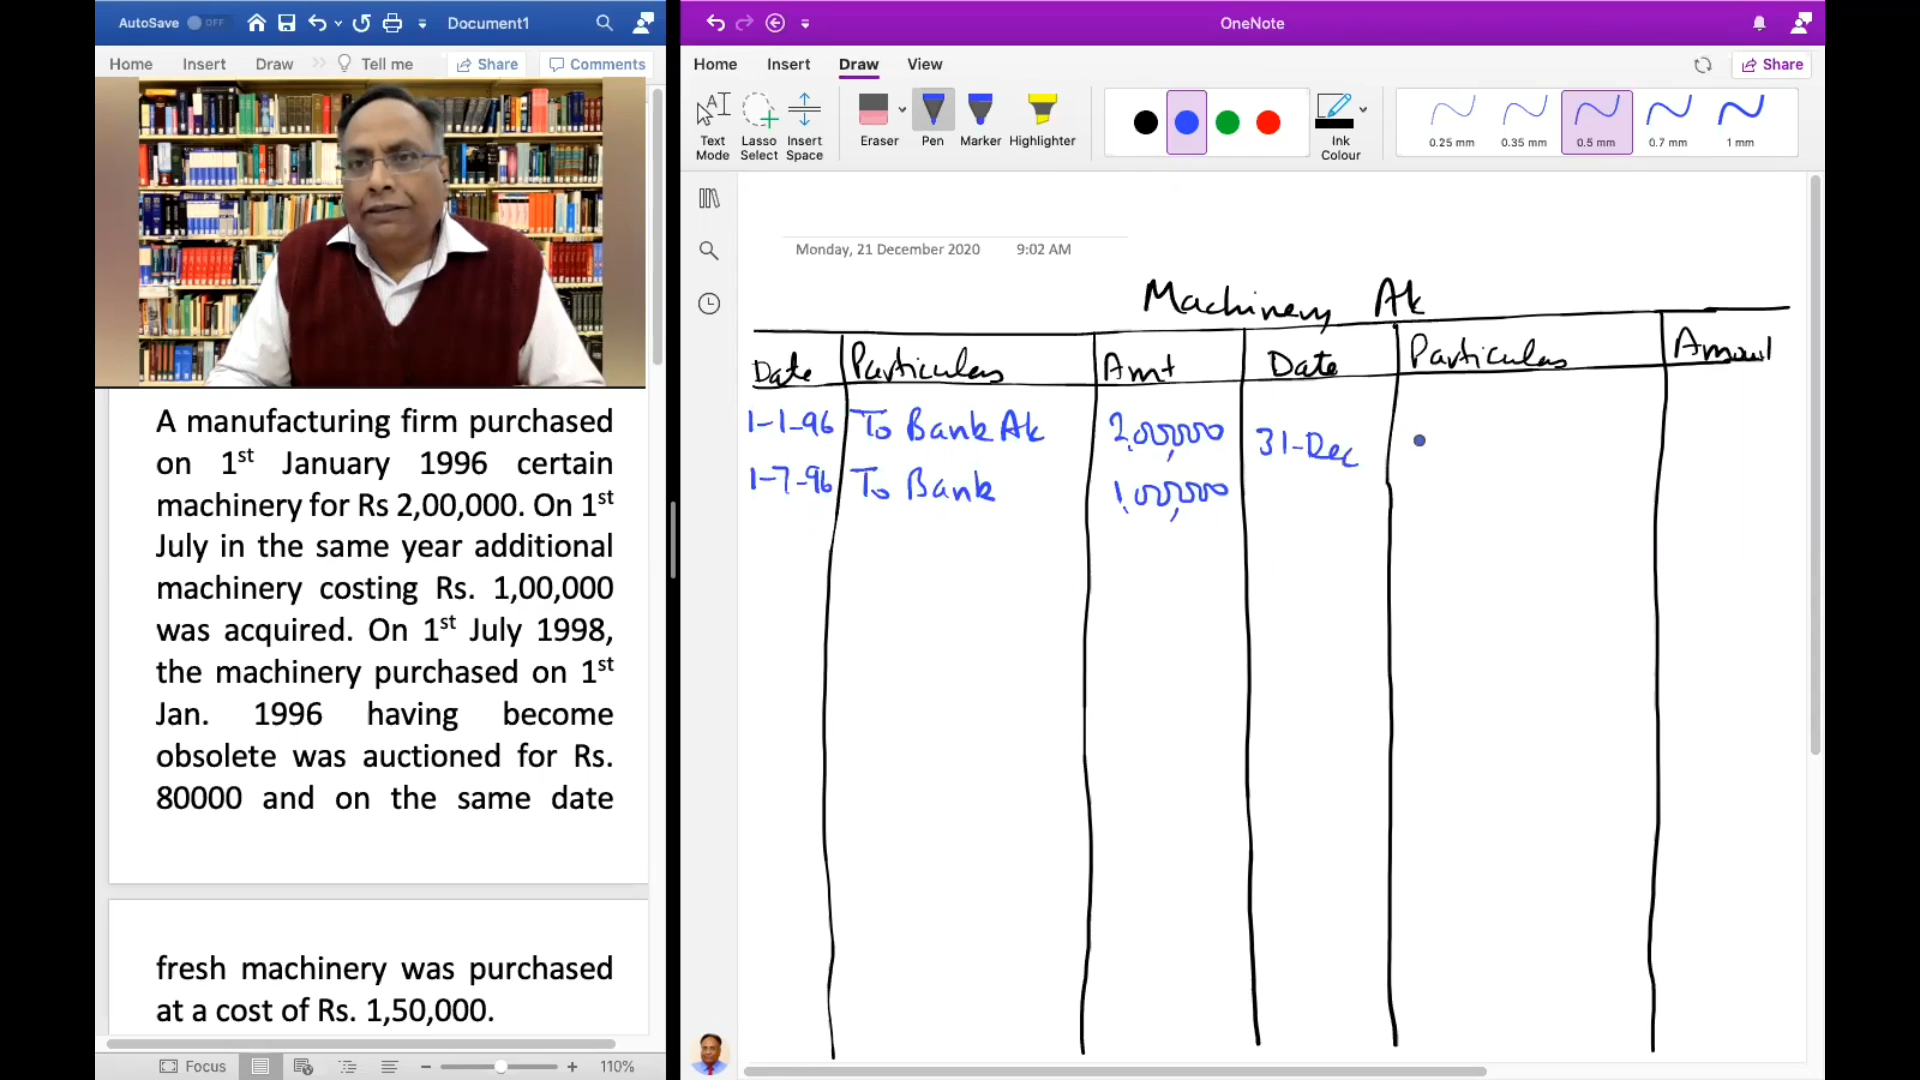 AutoSave OFF Document1
Home Insert Draw Tell me Share Comments
A manufacturing firm purchased
on 1st January 1996 certain
machinery for Rs 2,00,000. On 1st
July in the same year additional
machinery costing Rs. 1,00,000
was acquired. On 1st July 1998,
the machinery purchased on 1st
Jan. 1996 having become
obsolete was auctioned for Rs.
80000 and on the same date
fresh machinery was purchased
at a cost of Rs. 1,50,000.
Focus 110%
OneNote
Home Insert Draw View Share
Text Mode Lasso Select Insert Space Eraser Pen Marker Highlighter Ink Colour 0.25 mm 0.35 mm 0.5 mm 0.7 mm 1 mm
Monday, 21 December 2020 9:02 AM
Machinery A/c
Date Particulars Amt Date Particulars Amount
1-1-96 To Bank A/c 2,00,000 31-Dec
1-7-96 To Bank 1,00,000